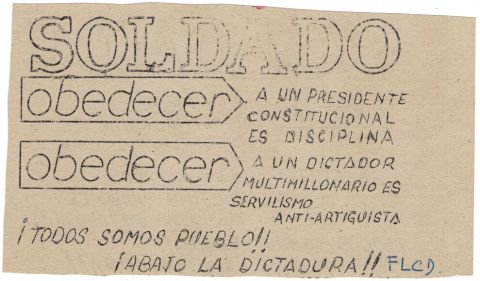 SOLDADO
obedecer
A UN PRESIDENTE
CONSTITUCIONAL
ES DISCIPLINA
obedecer
A UN DICTADOR
MULTIMILLONARIO ES
SERVILISMO
ANTI-ARTIGUISTA
¡TODOS SOMOS PUEBLO!!
¡ABAJO LA DICTADURA!! FLCD.